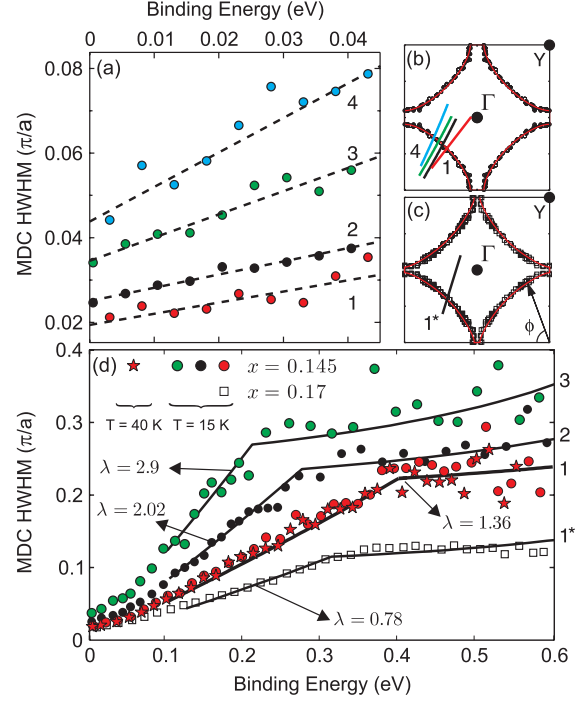 Binding Energy (eV)
0 0.01 0.02 0.03 0.04
0.08
0.06
0.04
0.02
MDC HWHM (π/a)
(a)
4
3
2
1
(b)
Y
Γ
4
1
(c)
Y
Γ
1*
ϕ
(d)
x = 0.145
x = 0.17
T = 40 K T = 15 K
0.4
0.3
0.2
0.1
0
MDC HWHM (π/a)
λ = 2.9
λ = 2.02
λ = 1.36
λ = 0.78
3
2
1
1*
0 0.1 0.2 0.3 0.4 0.5 0.6
Binding Energy (eV)